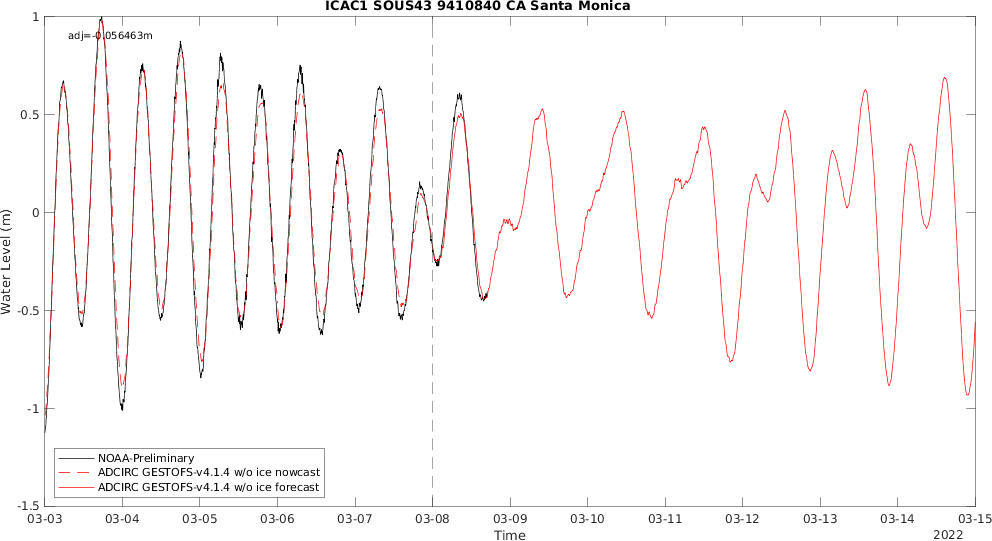 ICAC1 SOUS43 9410840 CA Santa Monica
adj=-0.056463m
1
0.5
0
-0.5
-1
-1.5
Water Level (m)
NOAA-Preliminary
ADCIRC GESTOFS-v4.1.4 w/o ice nowcast
ADCIRC GESTOFS-v4.1.4 w/o ice forecast
03-03 03-04 03-05 03-06 03-07 03-08 03-09 03-10 03-11 03-12 03-13 03-14 03-15
Time
2022